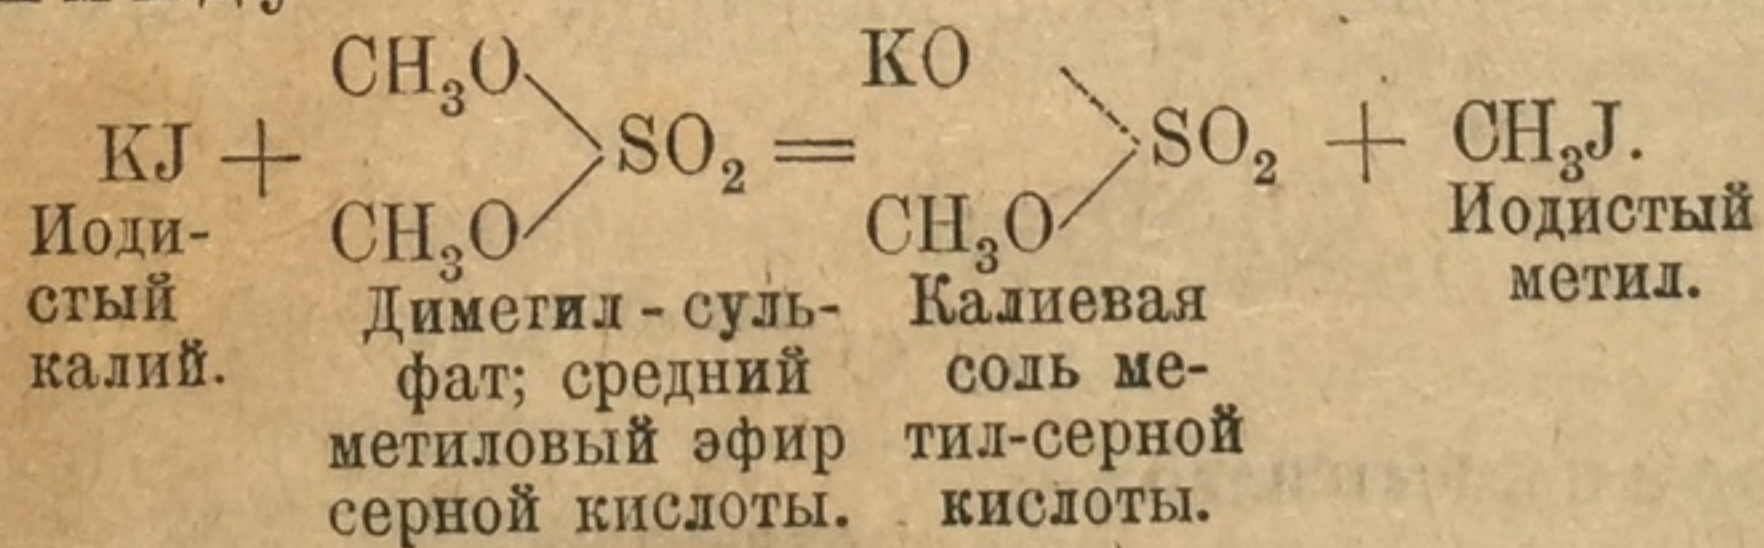 CH₃O KO
KJ + SO₂ = SO₂ + CH₃J.
CH₃O CH₃O
Иоди-
стый
калий.
Диметил - суль-
фат; средний
метиловый эфир
серной кислоты.
Калиевая
соль ме-
тил-серной
кислоты.
Иодистый
метил.